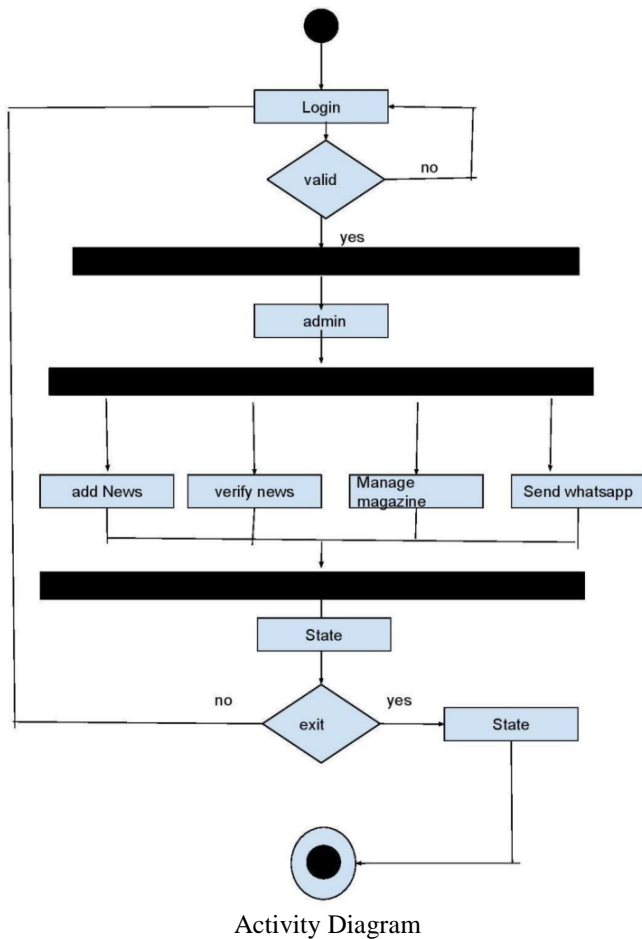 Login
valid
no
yes
admin
add News
verify news
Manage
magazine
Send whatsapp
State
no
exit
yes
State
Activity Diagram